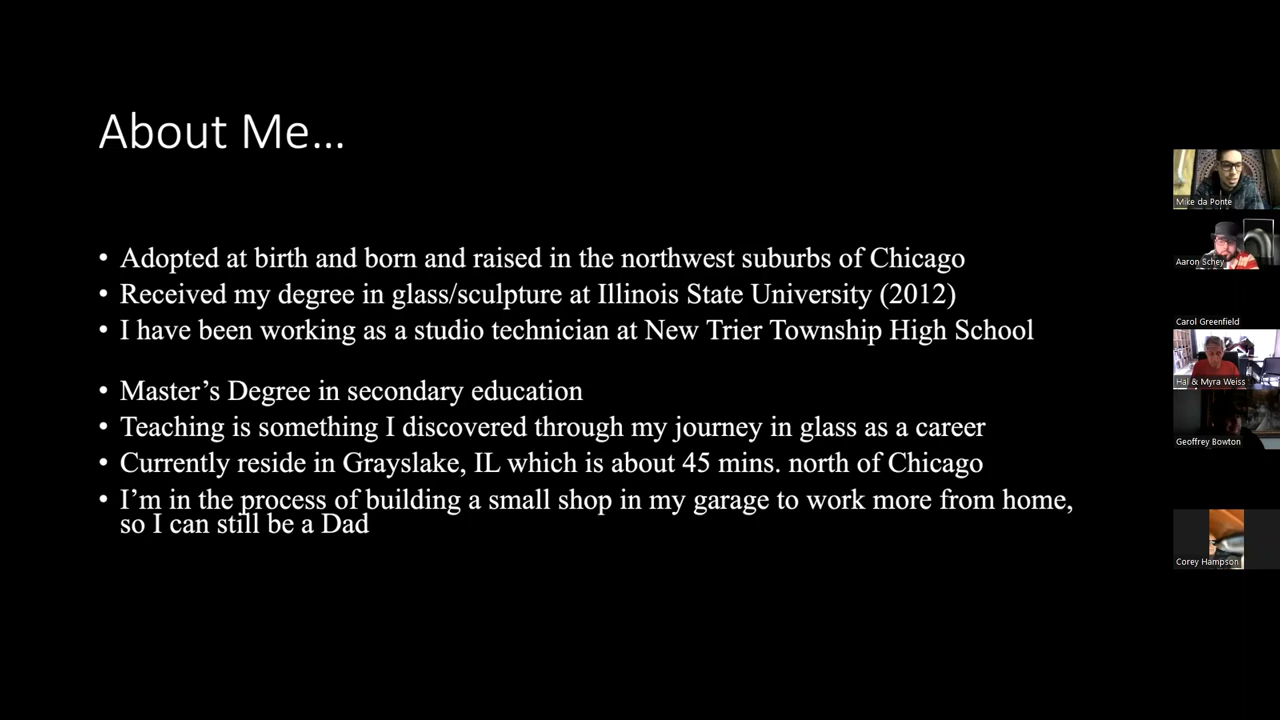 About Me…
• Adopted at birth and born and raised in the northwest suburbs of Chicago
• Received my degree in glass/sculpture at Illinois State University (2012)
• I have been working as a studio technician at New Trier Township High School
• Master’s Degree in secondary education
• Teaching is something I discovered through my journey in glass as a career
• Currently reside in Grayslake, IL which is about 45 mins. north of Chicago
• I’m in the process of building a small shop in my garage to work more from home,
so I can still be a Dad
Mike da Ponte
Aaron Schey
Carol Greenfield
Hal & Myra Weiss
Geoffrey Bowton
Corey Hampson